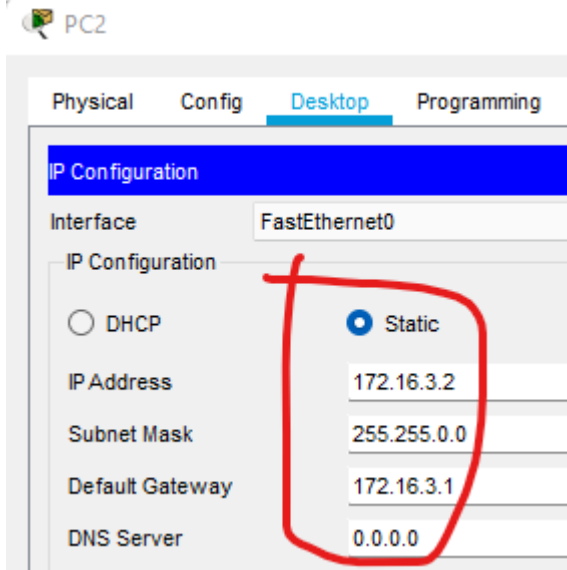 PC2
Physical Config Desktop Programming
IP Configuration
Interface FastEthernet0
IP Configuration
DHCP Static
IP Address 172.16.3.2
Subnet Mask 255.255.0.0
Default Gateway 172.16.3.1
DNS Server 0.0.0.0